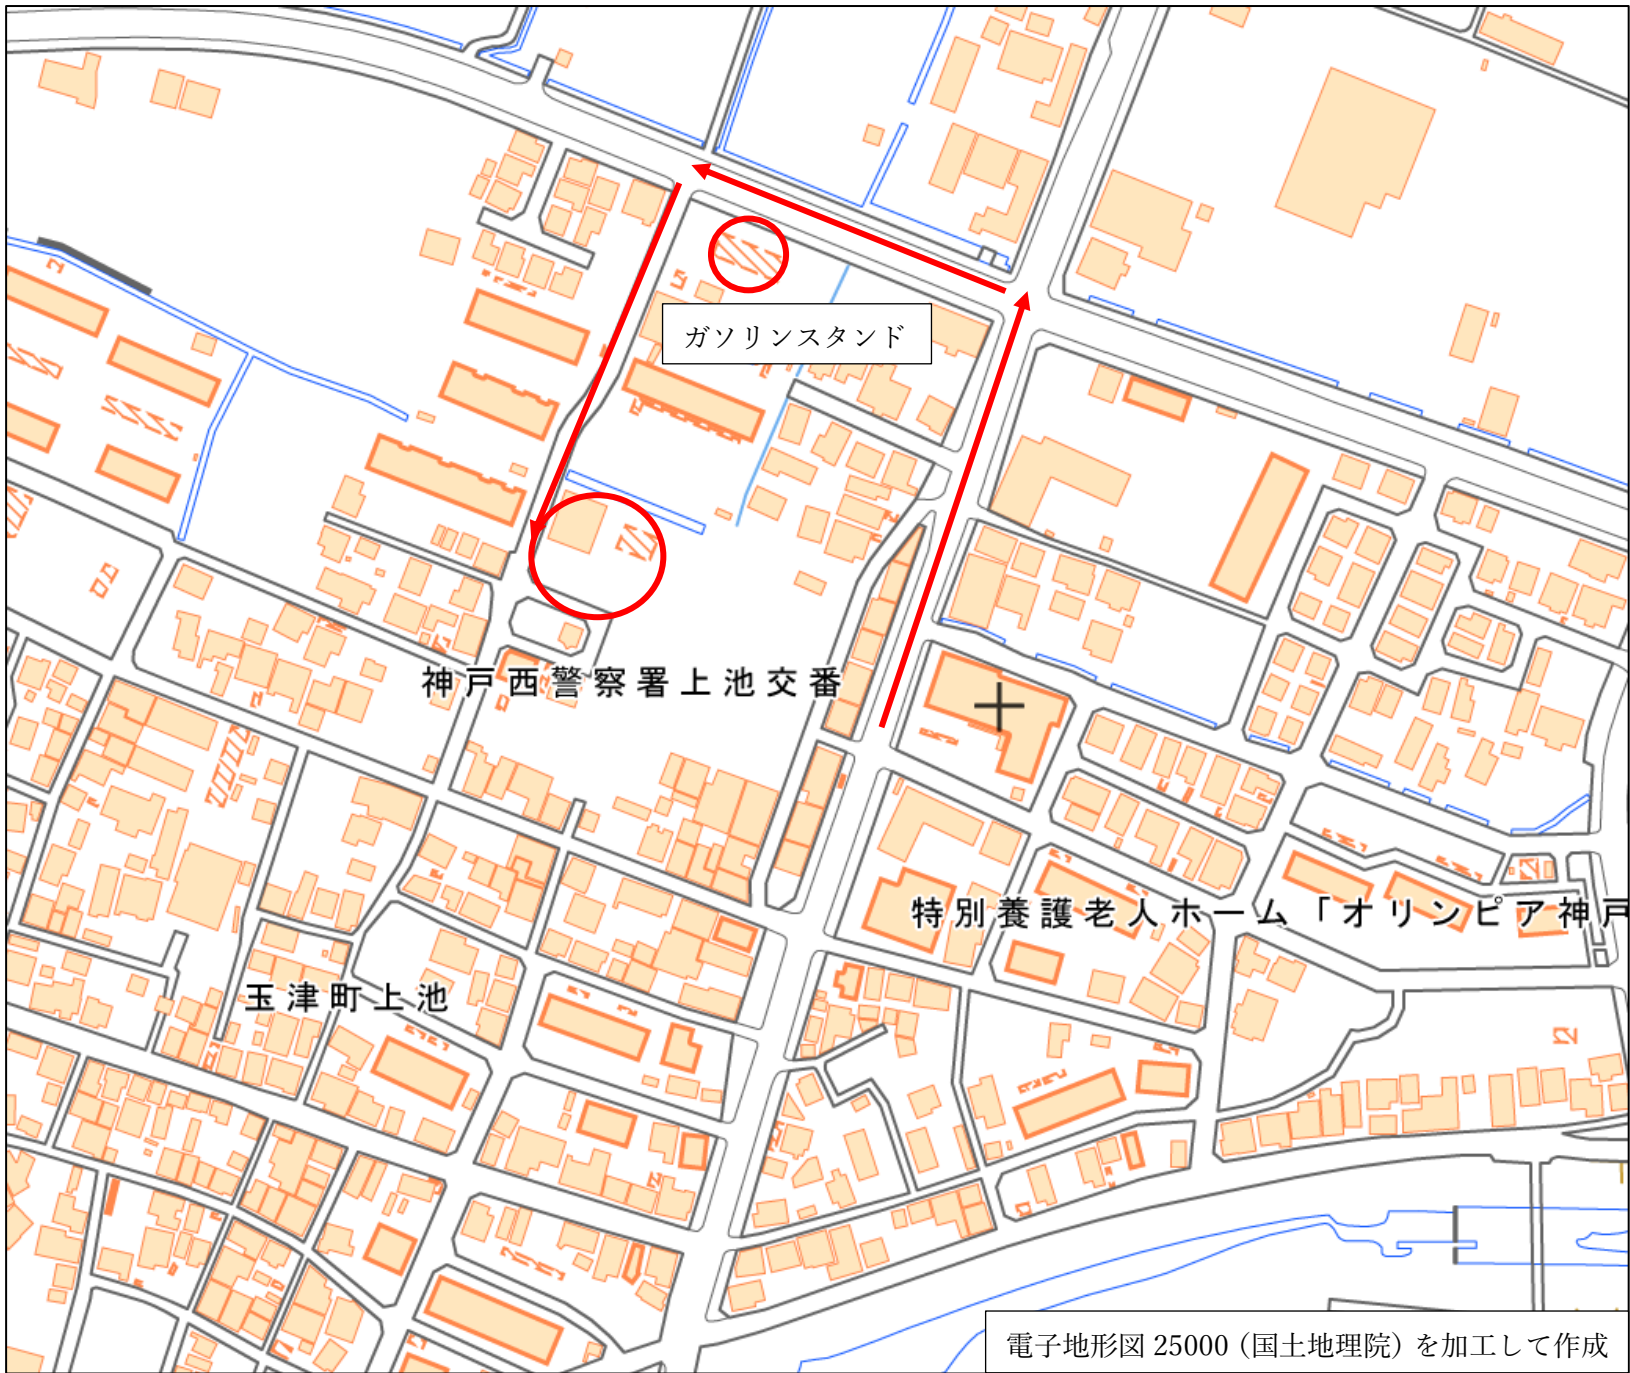 ガソリンスタンド
神戸西警察署上池交番
特別養護老人ホーム「オリンピア神戸
玉津町上池
電子地形図 25000（国土地理院）を加工して作成